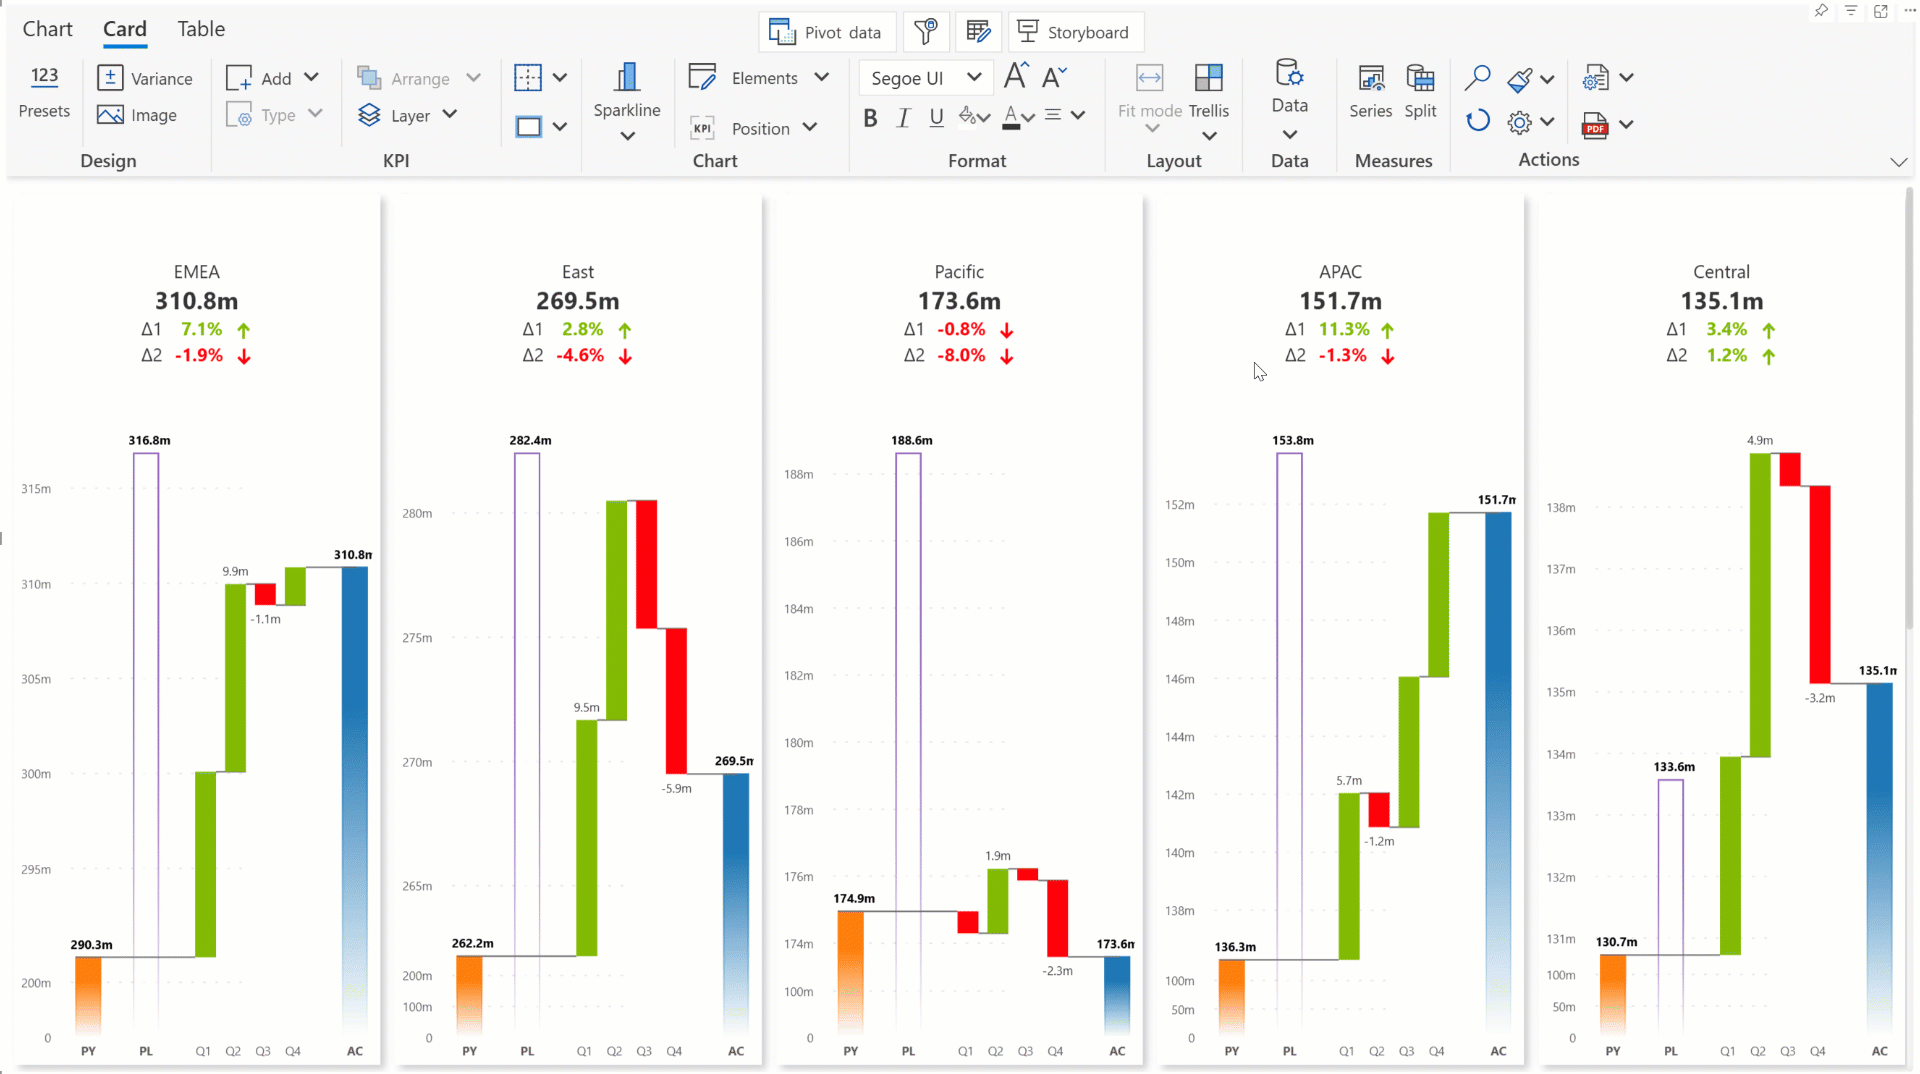 Chart Card Table
Pivot data Storyboard
123
Presets
Variance
Image
Design
Add
Type
Arrange
Layer
KPI
Sparkline
Elements
KPI Position
Chart
Segoe UI A A
B I U A
Format
Fit mode Trellis
Layout
Data
Data
Series Split
Measures
PDF
Actions
EMEA
310.8m
Δ1 7.1%
Δ2 -1.9%
316.8m
315m
310.8m
9.9m
310m
-1.1m
305m
300m
295m
290.3m
200m
0
PY PL Q1 Q2 Q3 Q4 AC
East
269.5m
Δ1 2.8%
Δ2 -4.6%
282.4m
280m
275m
9.5m
270m
269.5m
-5.9m
265m
262.2m
200m
100m
0
PY PL Q1 Q2 Q3 Q4 AC
Pacific
173.6m
Δ1 -0.8%
Δ2 -8.0%
188.6m
188m
186m
184m
182m
180m
178m
1.9m
176m
174.9m
174m
173.6m
-2.3m
100m
0
PY PL Q1 Q2 Q3 Q4 AC
APAC
151.7m
Δ1 11.3%
Δ2 -1.3%
153.8m
151.7m
152m
150m
148m
146m
144m
5.7m
142m
-1.2m
140m
138m
136.3m
100m
50m
0
PY PL Q1 Q2 Q3 Q4 AC
Central
135.1m
Δ1 3.4%
Δ2 1.2%
4.9m
138m
137m
136m
135.1m
135m
-3.2m
134m
133.6m
133m
132m
131m
130.7m
100m
50m
0
PY PL Q1 Q2 Q3 Q4 AC